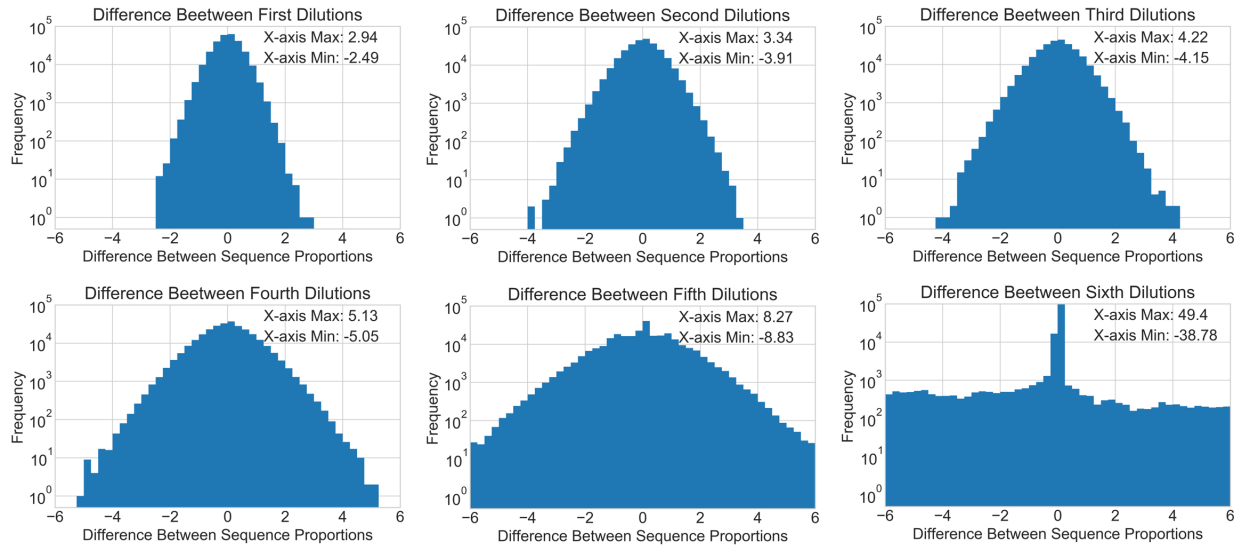 Difference Beetween First Dilutions
X-axis Max: 2.94
X-axis Min: -2.49
Frequency
10^5
10^4
10^3
10^2
10^1
10^0
−6 −4 −2 0 2 4 6
Difference Between Sequence Proportions
Difference Beetween Second Dilutions
X-axis Max: 3.34
X-axis Min: -3.91
Frequency
10^5
10^4
10^3
10^2
10^1
10^0
−6 −4 −2 0 2 4 6
Difference Between Sequence Proportions
Difference Beetween Third Dilutions
X-axis Max: 4.22
X-axis Min: -4.15
Frequency
10^5
10^4
10^3
10^2
10^1
10^0
−6 −4 −2 0 2 4 6
Difference Between Sequence Proportions
Difference Beetween Fourth Dilutions
X-axis Max: 5.13
X-axis Min: -5.05
Frequency
10^5
10^4
10^3
10^2
10^1
10^0
−6 −4 −2 0 2 4 6
Difference Between Sequence Proportions
Difference Beetween Fifth Dilutions
X-axis Max: 8.27
X-axis Min: -8.83
Frequency
10^5
10^4
10^3
10^2
10^1
10^0
−6 −4 −2 0 2 4 6
Difference Between Sequence Proportions
Difference Beetween Sixth Dilutions
X-axis Max: 49.4
X-axis Min: -38.78
Frequency
10^5
10^4
10^3
10^2
10^1
10^0
−6 −4 −2 0 2 4 6
Difference Between Sequence Proportions